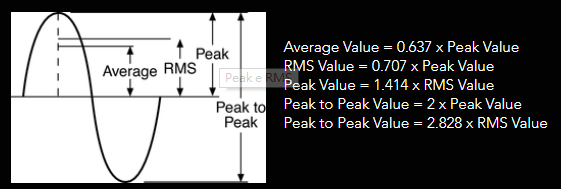 Peak
Average RMS
Peak e RMS
Peak to
Peak
Average Value = 0.637 x Peak Value
RMS Value = 0.707 x Peak Value
Peak Value = 1.414 x RMS Value
Peak to Peak Value = 2 x Peak Value
Peak to Peak Value = 2.828 x RMS Value